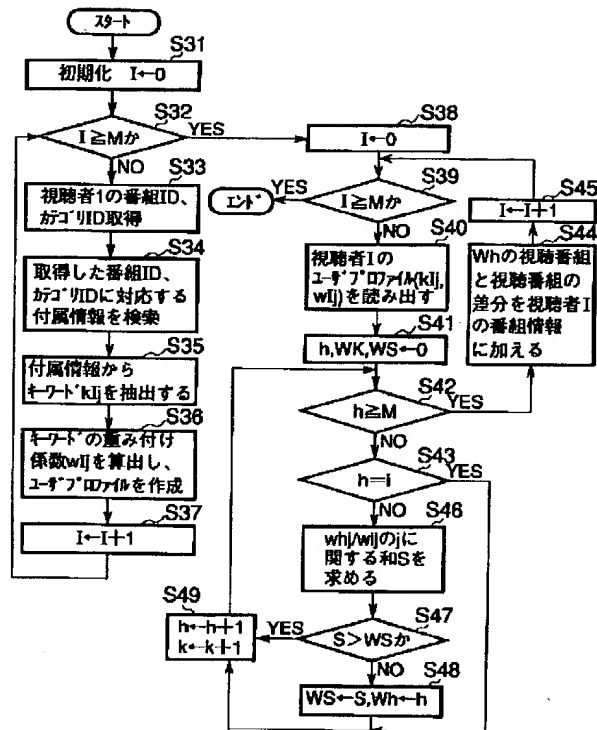 スタート
S31
初期化 I←0
S32
I≧Mか
YES
NO
S33
視聴者1の番組ID、
カテゴリID取得
S34
取得した番組ID、
カテゴリIDに対応する
付属情報を検索
S35
付属情報から
キーワードkIjを抽出する
S36
キーワードの重み付け
係数wIjを算出し、
ユーザプロファイルを作成
S37
I←I+1
S38
I←0
S39
I≧Mか
YES
エンド
NO
S40
視聴者Iの
ユーザプロファイル(kIj,
wIj)を読み出す
S41
h,WK,WS←0
S42
h≧M
YES
NO
S43
h=i
YES
NO
S44
Whの視聴番組
と視聴番組の
差分を視聴者I
の番組情報
に加える
S45
I←I+1
S46
whj/wijのjに
関する和Sを
求める
S47
S>WSか
YES
NO
S48
WS←S,Wh←h
S49
h←h+1
k←k+1